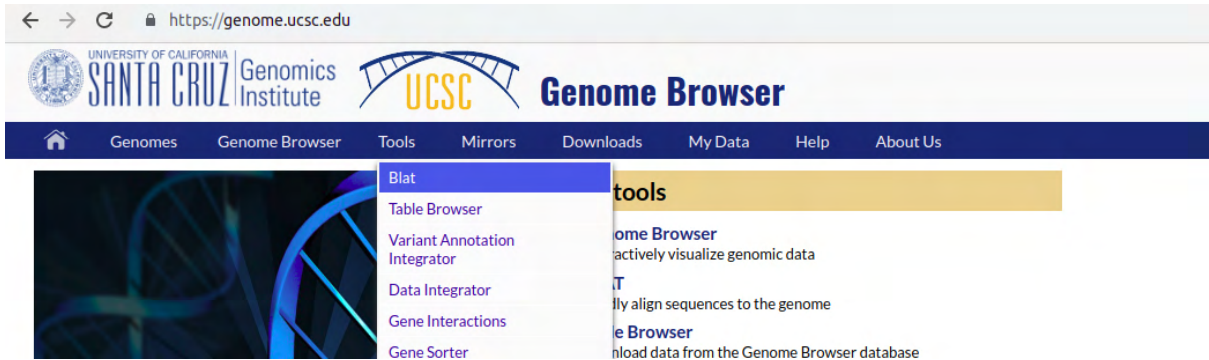 https://genome.ucsc.edu
UNIVERSITY OF CALIFORNIA
SANTA CRUZ
Genomics
Institute
UCSC
Genome Browser
Genomes Genome Browser Tools Mirrors Downloads My Data Help About Us
Blat
Table Browser
Variant Annotation
Integrator
Data Integrator
Gene Interactions
Gene Sorter
tools
ome Browser
actively visualize genomic data
AT
dly align sequences to the genome
le Browser
nload data from the Genome Browser database